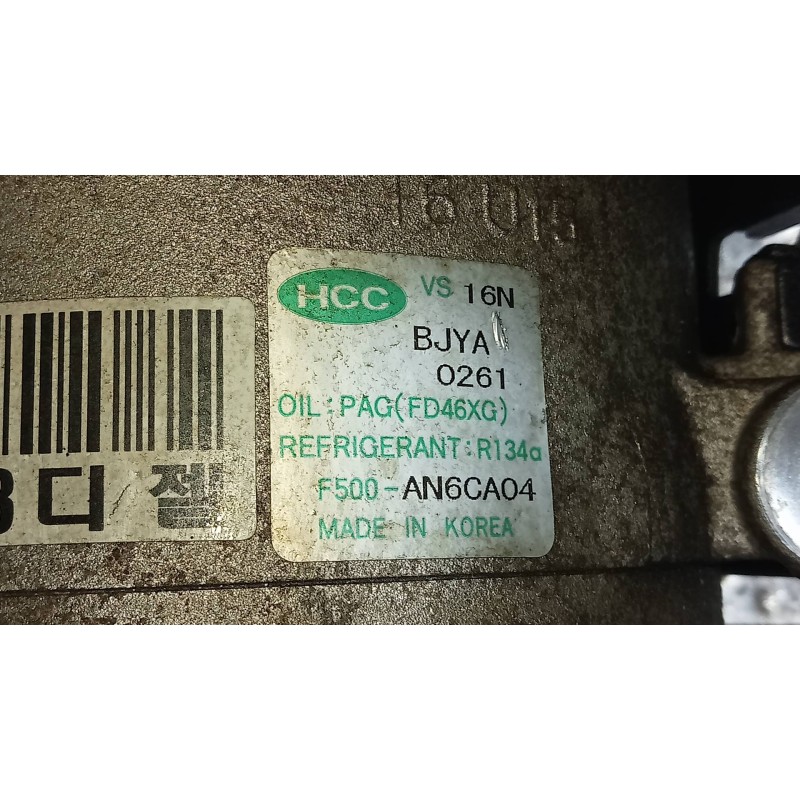 HCC VS 16N
BJYA
0261
OIL : PAG(FD46XG)
REFRIGERANT : R134a
F500-AN6CA04
MADE IN KOREA
디 젤